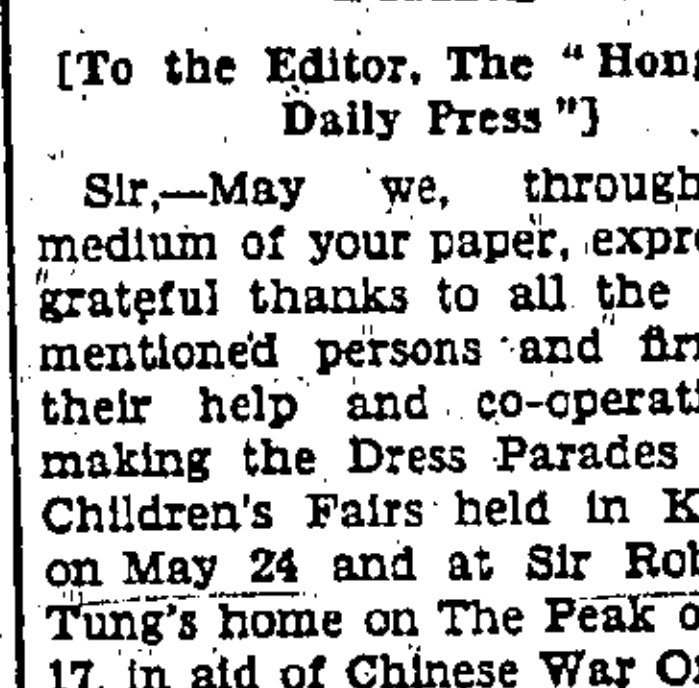 [To the Editor, The "Hong
Daily Press"]
Sir,—May we, through
medium of your paper, expre
grateful thanks to all the
mentioned persons and fir
their help and co-operati
making the Dress Parades
Children's Fairs held in K
on May 24 and at Sir Rob
Tung's home on The Peak o
17, in aid of Chinese War Or